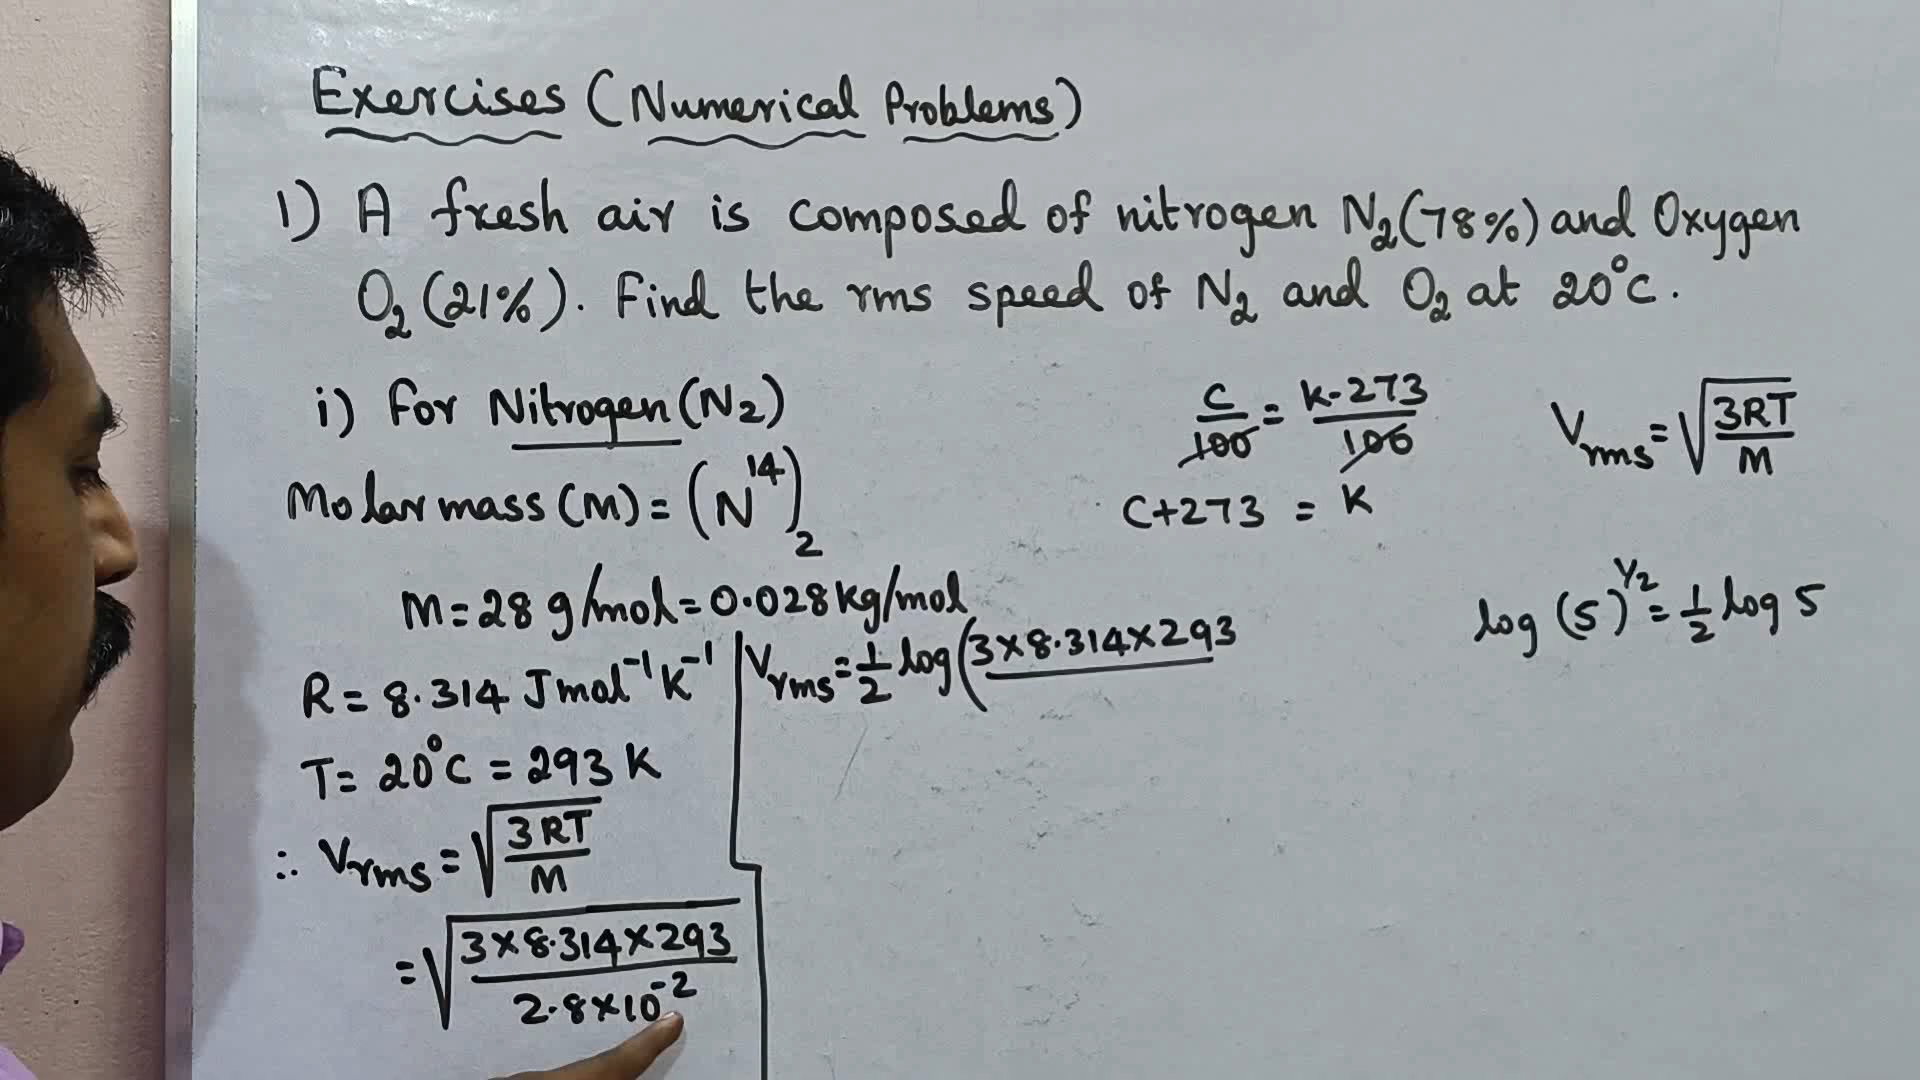 Exercises (Numerical Problems)
1) A fresh air is composed of nitrogen N₂(78%) and Oxygen
O₂ (21%). Find the rms speed of N₂ and O₂ at 20°C.
i) For Nitrogen (N₂)
Molar mass (M) = (N¹⁴)₂
M = 28 g/mol = 0.028 kg/mol
R = 8.314 J mol⁻¹ K⁻¹
T = 20°C = 293 K
∴ Vrms = √(3RT/M)
= √(3×8.314×293/2.8×10⁻²)
Vrms = 1/2 log (3×8.314×293
C/100 = K-273/100
C+273 = K
Vrms = √(3RT/M)
log (5)^1/2 = 1/2 log 5